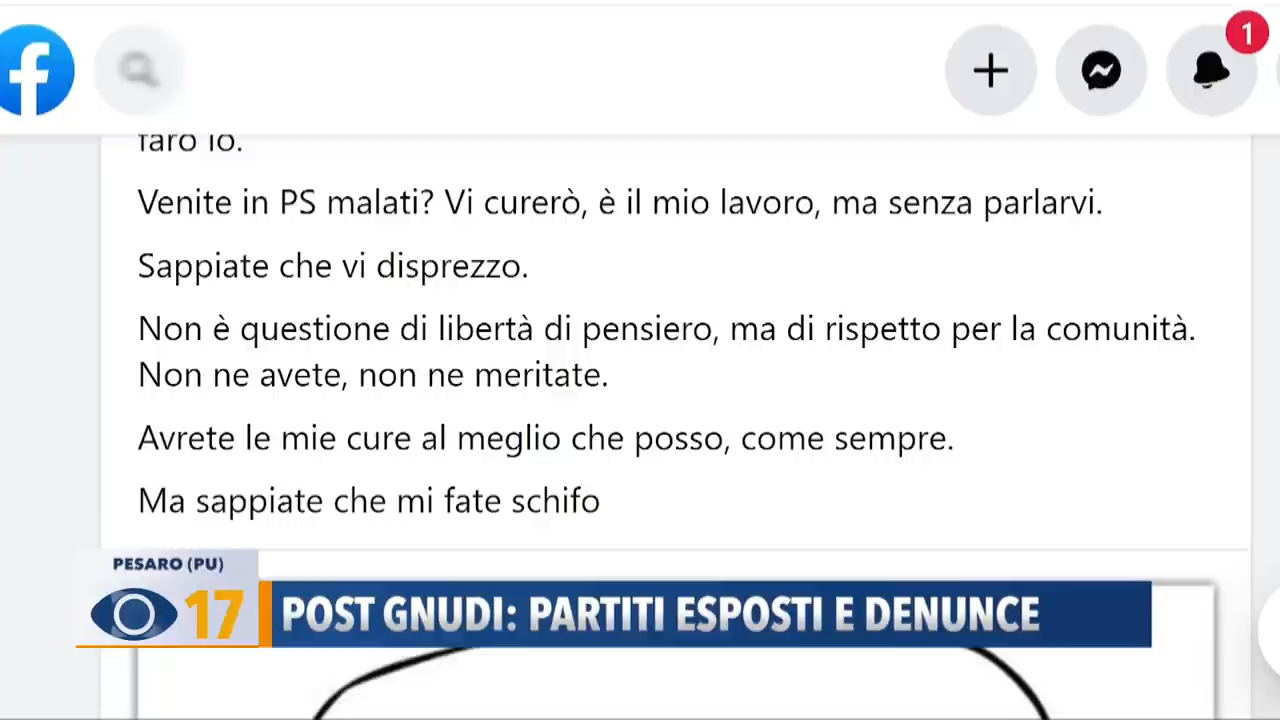 1
farò io.
Venite in PS malati? Vi curerò, è il mio lavoro, ma senza parlarvi.
Sappiate che vi disprezzo.
Non è questione di libertà di pensiero, ma di rispetto per la comunità.
Non ne avete, non ne meritate.
Avrete le mie cure al meglio che posso, come sempre.
Ma sappiate che mi fate schifo
PESARO (PU)
17
POST GNUDI: PARTITI ESPOSTI E DENUNCE